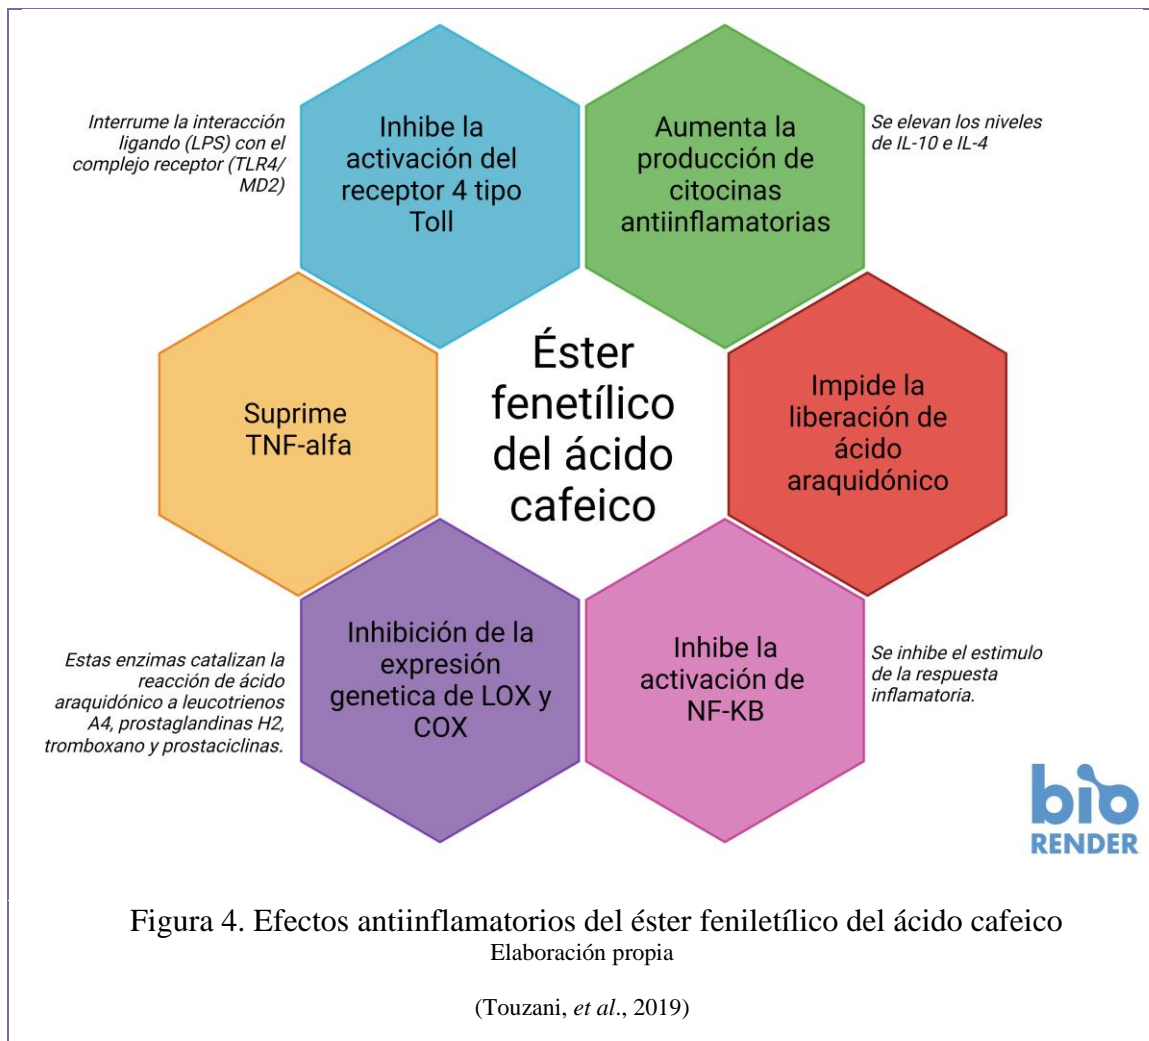 Interrume la interacción
ligando (LPS) con el
complejo receptor (TLR4/
MD2)
Inhibe la
activación del
receptor 4 tipo
Toll
Aumenta la
producción de
citocinas
antiinflamatorias
Se elevan los niveles
de IL-10 e IL-4
Suprime
TNF-alfa
Éster
fenetílico
del ácido
cafeico
Impide la
liberación de
ácido
araquidónico
Estas enzimas catalizan la
reacción de ácido
araquidónico a leucotrienos
A4, prostaglandinas H2,
tromboxano y prostaciclinas.
Inhibición de la
expresión
genetica de LOX y
COX
Inhibe la
activación de
NF-KB
Se inhibe el estimulo
de la respuesta
inflamatoria.
bio
RENDER
Figura 4. Efectos antiinflamatorios del éster feniletílico del ácido cafeico
Elaboración propia
(Touzani, et al., 2019)